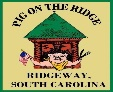 PIG ON THE RIDGE
RIDGEWAY,
SOUTH CAROLINA